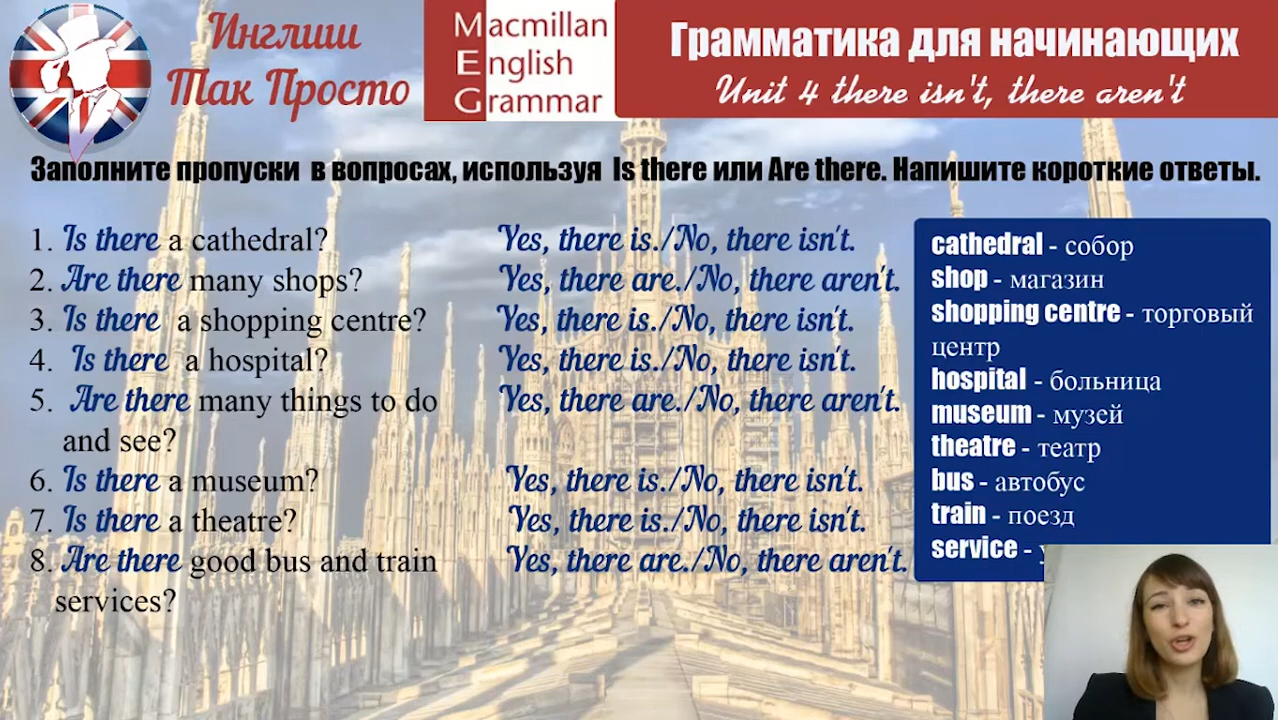 Инглиш
Так Просто
Macmillan
English
Grammar
Грамматика для начинающих
Unit 4 there isn't, there aren't
Заполните пропуски в вопросах, используя Is there или Are there. Напишите короткие ответы.
1. Is there a cathedral? Yes, there is./No, there isn't.
2. Are there many shops? Yes, there are./No, there aren't.
3. Is there a shopping centre? Yes, there is./No, there isn't.
4. Is there a hospital? Yes, there is./No, there isn't.
5. Are there many things to do Yes, there are./No, there aren't.
and see?
6. Is there a museum? Yes, there is./No, there isn't.
7. Is there a theatre? Yes, there is./No, there isn't.
8. Are there good bus and train Yes, there are./No, there aren't.
services?
cathedral - собор
shop - магазин
shopping centre - торговый
центр
hospital - больница
museum - музей
theatre - театр
bus - автобус
train - поезд
service -